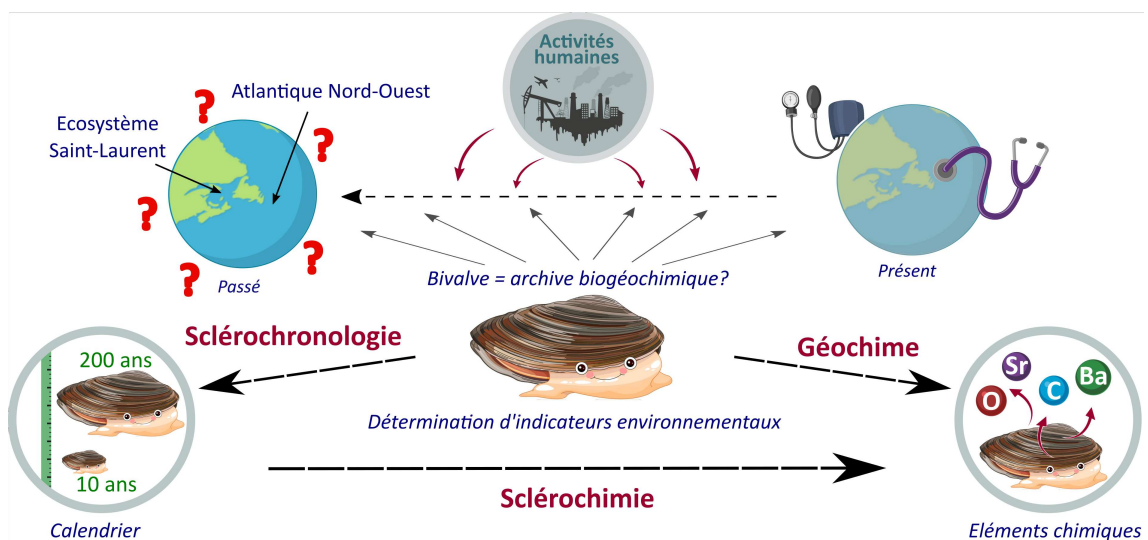 Activités
humaines
Atlantique Nord-Ouest
Ecosystème
Saint-Laurent
?
?
?
?
?
Passé
Présent
Bivalve = archive biogéochimique?
Sclérochronologie
Géochime
200 ans
10 ans
Calendrier
Détermination d'indicateurs environnementaux
Sclérochimie
Sr
O
C
Ba
Eléments chimiques